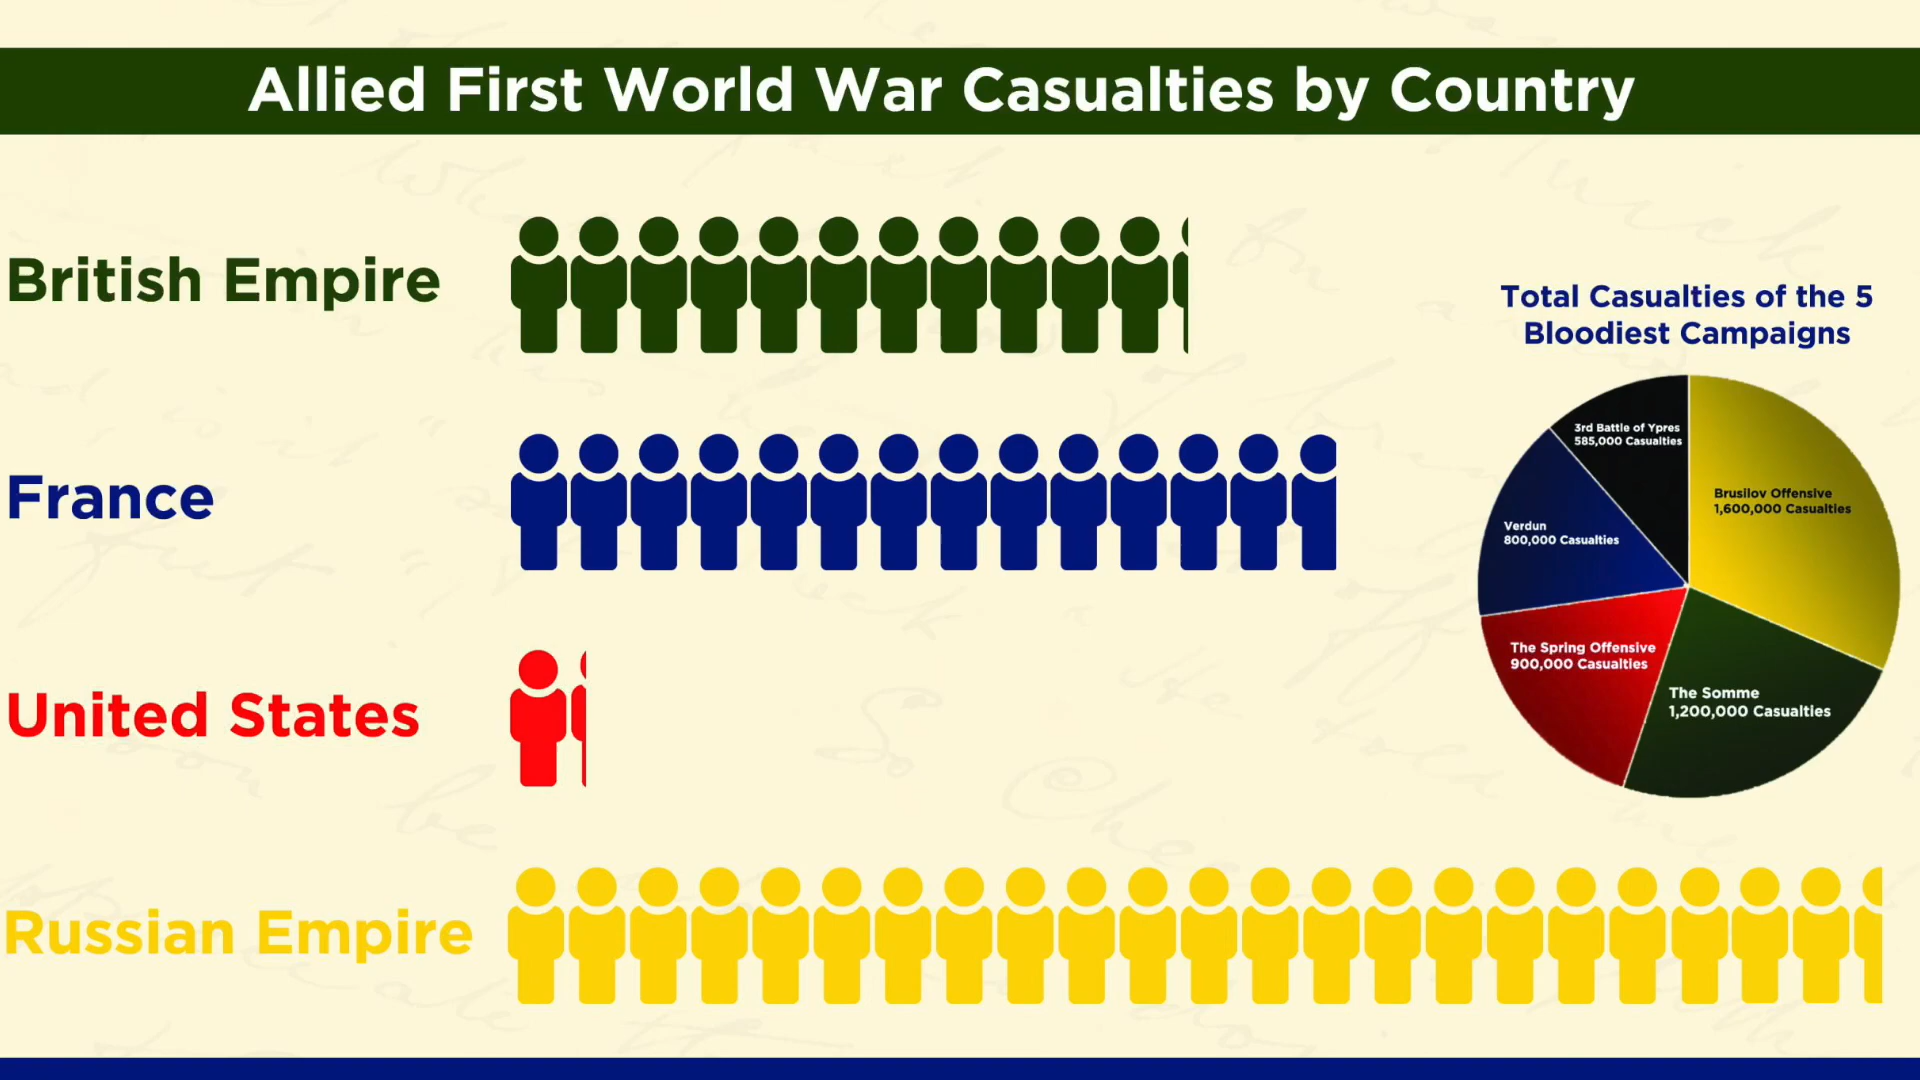 Allied First World War Casualties by Country
British Empire
France
United States
Russian Empire
Total Casualties of the 5
Bloodiest Campaigns
3rd Battle of Ypres
585,000 Casualties
Brusilov Offensive
1,600,000 Casualties
Verdun
800,000 Casualties
The Spring Offensive
900,000 Casualties
The Somme
1,200,000 Casualties